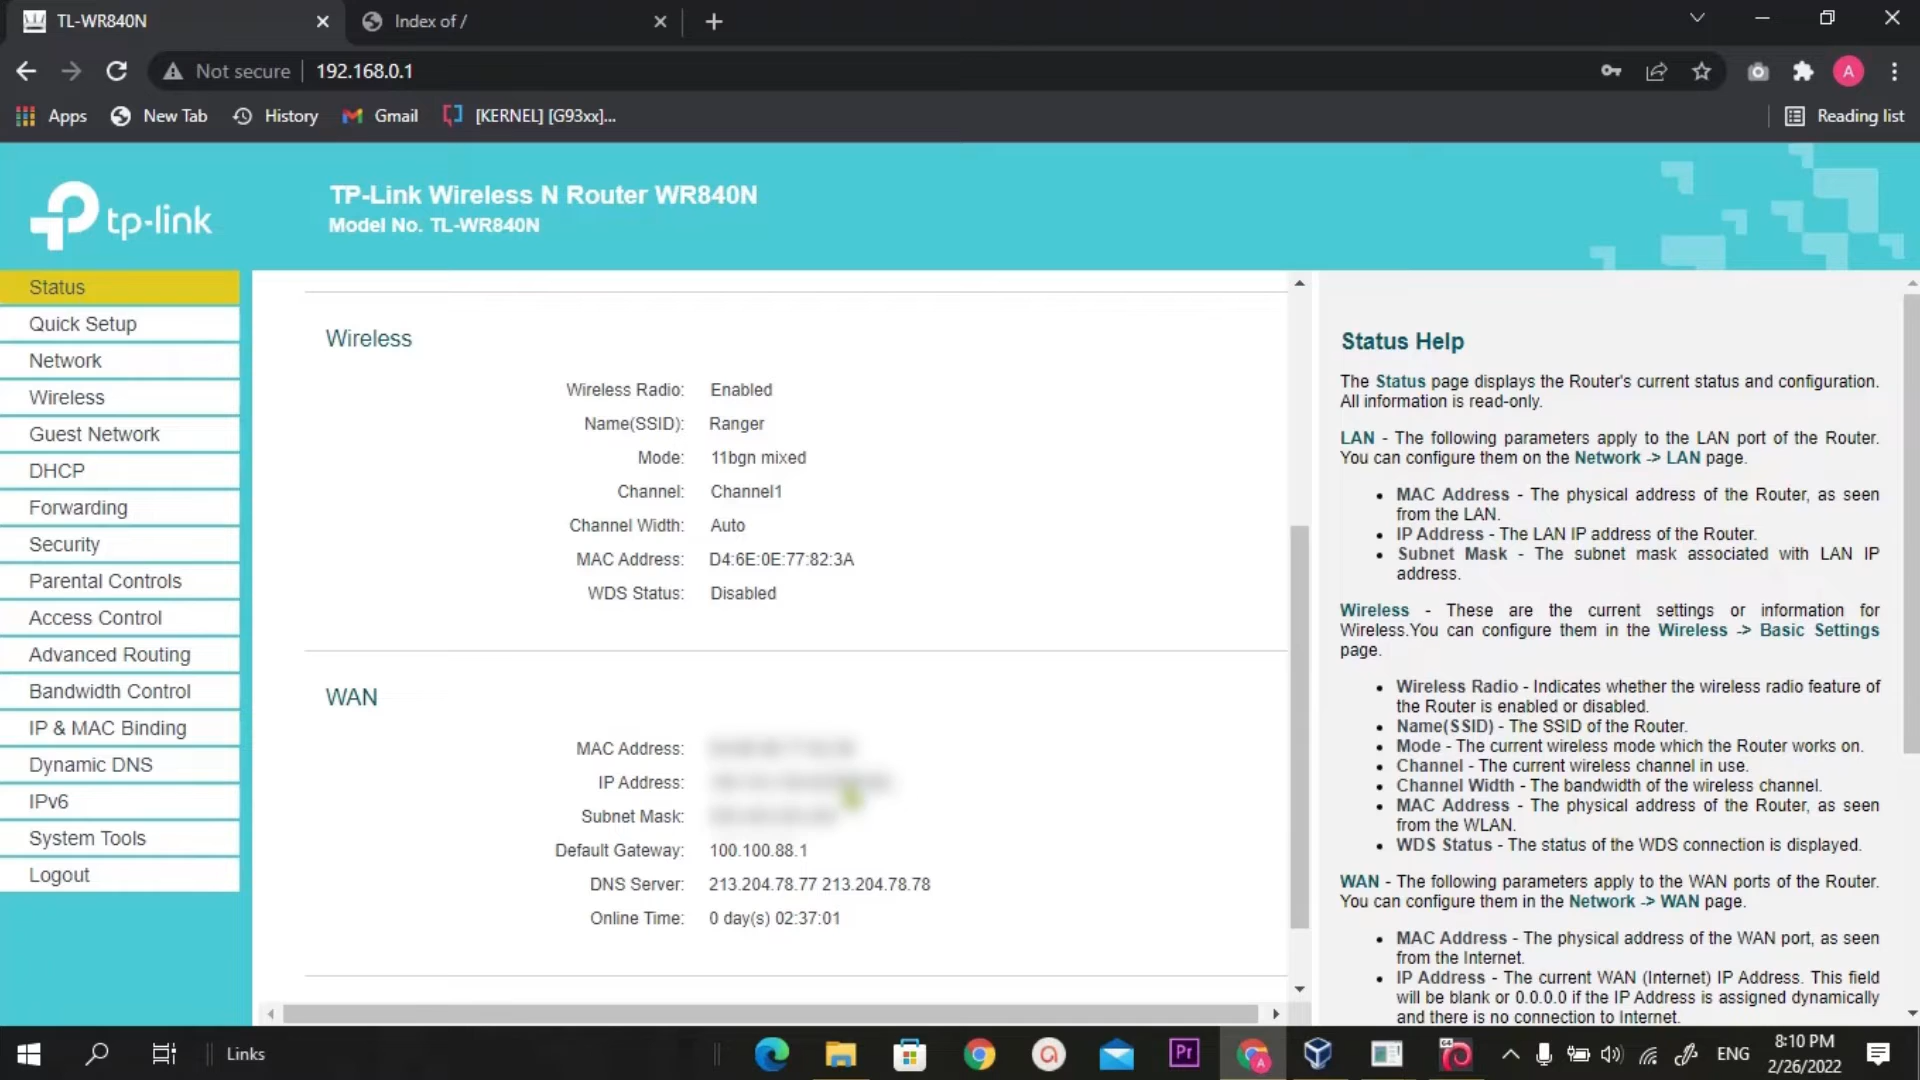 TL-WR840N
Index of /
Not secure
192.168.0.1
A
Apps
New Tab
History
Gmail
[KERNEL] [G93xx]...
Reading list
tp-link
TP-Link Wireless N Router WR840N
Model No. TL-WR840N
Status
Quick Setup
Network
Wireless
Guest Network
DHCP
Forwarding
Security
Parental Controls
Access Control
Advanced Routing
Bandwidth Control
IP & MAC Binding
Dynamic DNS
IPv6
System Tools
Logout
Wireless
Wireless Radio: Enabled
Name(SSID): Ranger
Mode: 11bgn mixed
Channel: Channel1
Channel Width: Auto
MAC Address: D4:6E:0E:77:82:3A
WDS Status: Disabled
WAN
MAC Address:
IP Address:
Subnet Mask:
Default Gateway: 100.100.88.1
DNS Server: 213.204.78.77 213.204.78.78
Online Time: 0 day(s) 02:37:01
Status Help
The Status page displays the Router's current status and configuration.
All information is read-only.
LAN - The following parameters apply to the LAN port of the Router.
You can configure them on the Network -> LAN page.
• MAC Address - The physical address of the Router, as seen
from the LAN.
• IP Address - The LAN IP address of the Router.
• Subnet Mask - The subnet mask associated with LAN IP
address.
Wireless - These are the current settings or information for
Wireless.You can configure them in the Wireless -> Basic Settings
page.
• Wireless Radio - Indicates whether the wireless radio feature of
the Router is enabled or disabled.
• Name(SSID) - The SSID of the Router.
• Mode - The current wireless mode which the Router works on.
• Channel - The current wireless channel in use.
• Channel Width - The bandwidth of the wireless channel.
• MAC Address - The physical address of the Router, as seen
from the WLAN.
• WDS Status - The status of the WDS connection is displayed.
WAN - The following parameters apply to the WAN ports of the Router.
You can configure them in the Network -> WAN page.
• MAC Address - The physical address of the WAN port, as seen
from the Internet.
• IP Address - The current WAN (Internet) IP Address. This field
will be blank or 0.0.0.0 if the IP Address is assigned dynamically
and there is no connection to Internet.
Links
Pr
A
64
ENG
8:10 PM
2/26/2022